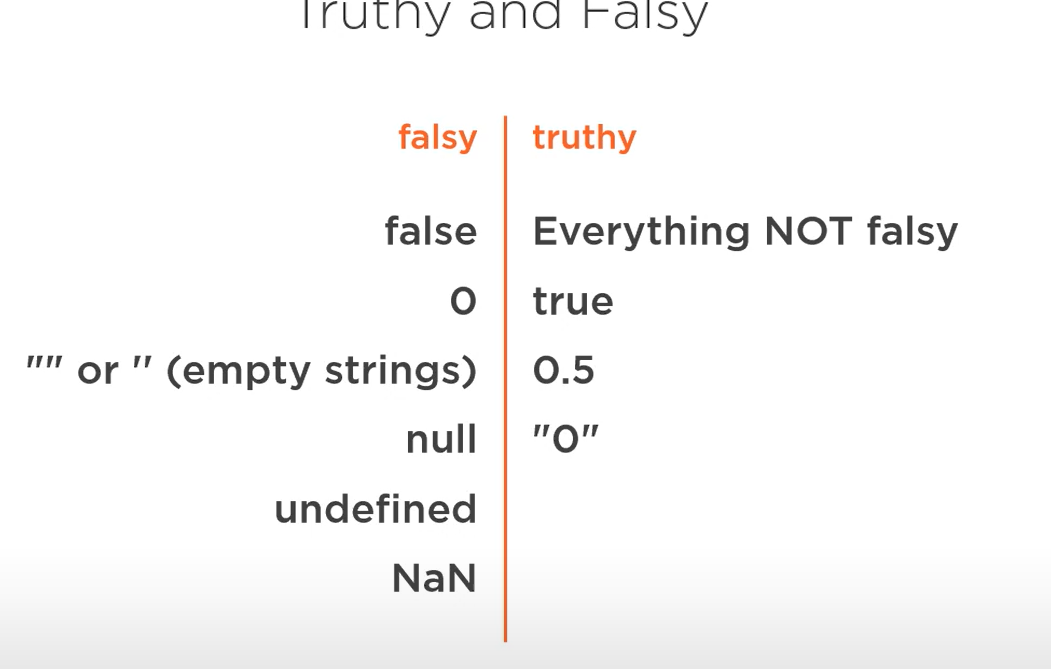 Truthy and Falsy
falsy
truthy
false
Everything NOT falsy
0
true
"" or '' (empty strings)
0.5
null
"0"
undefined
NaN